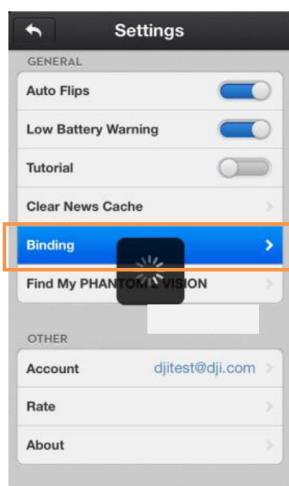 Settings
GENERAL
Auto Flips
Low Battery Warning
Tutorial
Clear News Cache
Binding
Find My PHANTOM 2 VISION
OTHER
Account djitest@dji.com
Rate
About